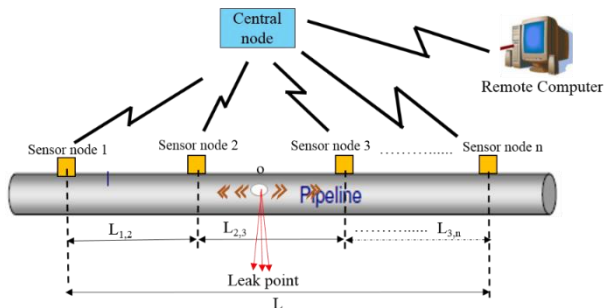 Central
node
Remote Computer
Sensor node 1
Sensor node 2
Sensor node 3
..............
Sensor node n
o
Pipeline
L1,2
L2,3
..............
L3,n
Leak point
L